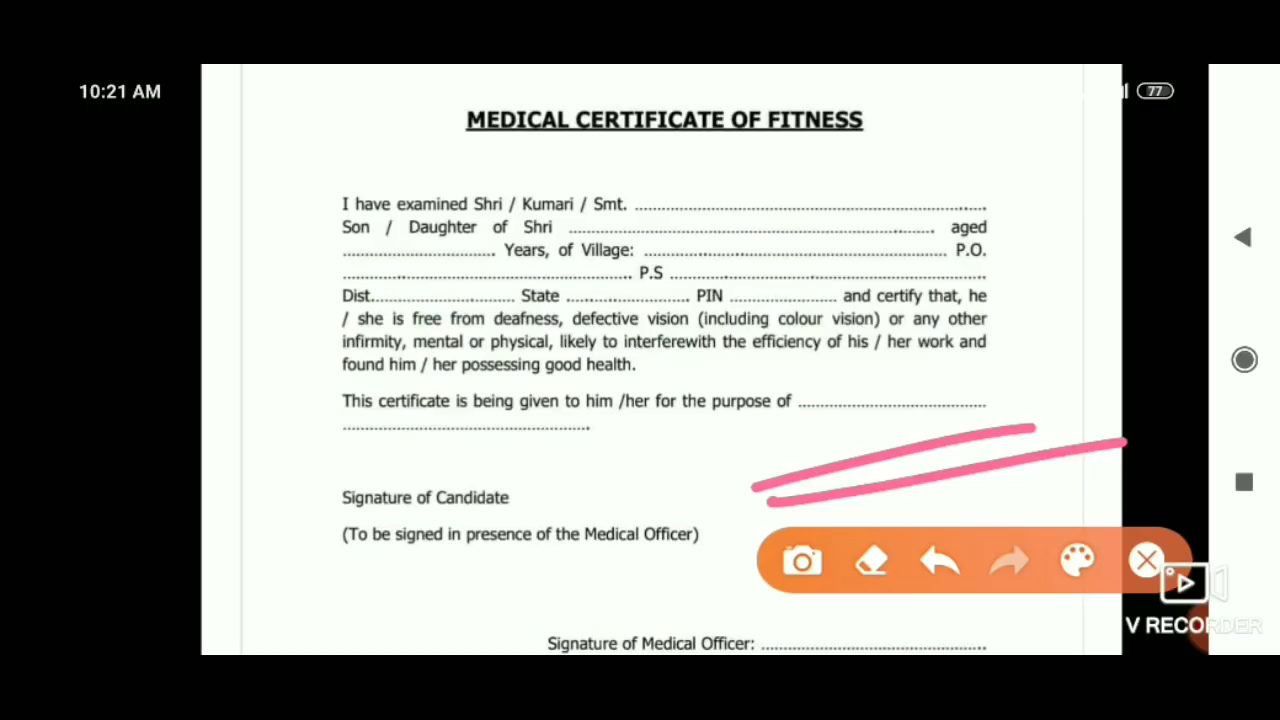 10:21 AM
77
MEDICAL CERTIFICATE OF FITNESS
I have examined Shri / Kumari / Smt. ................................................................................
Son / Daughter of Shri ................................................................................ aged
.................................. Years, of Village: .................................................................... P.O.
................................................................. P.S .......................................................................
Dist................................ State ............................ PIN ........................ and certify that, he
/ she is free from deafness, defective vision (including colour vision) or any other
infirmity, mental or physical, likely to interferewith the efficiency of his / her work and
found him / her possessing good health.
This certificate is being given to him /her for the purpose of ..........................................
........................................................
Signature of Candidate
(To be signed in presence of the Medical Officer)
V RECORDER
Signature of Medical Officer: ..................................................